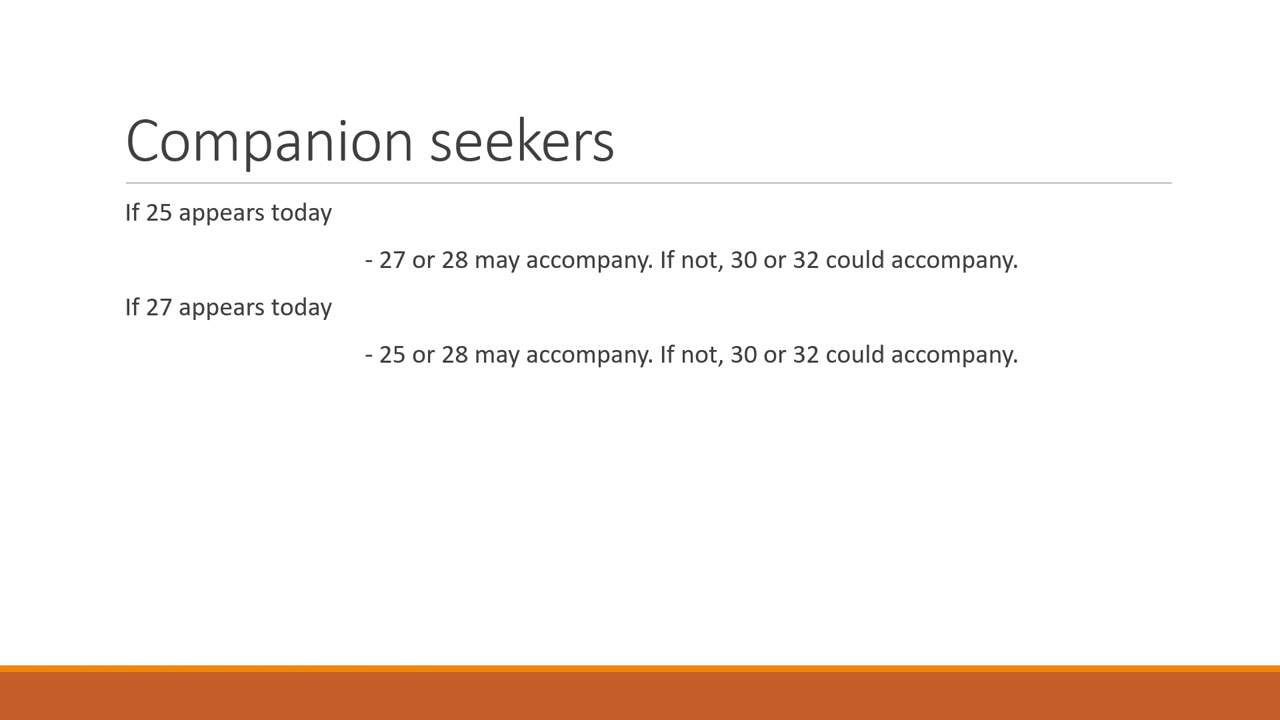 Companion seekers
If 25 appears today
- 27 or 28 may accompany. If not, 30 or 32 could accompany.
If 27 appears today
- 25 or 28 may accompany. If not, 30 or 32 could accompany.